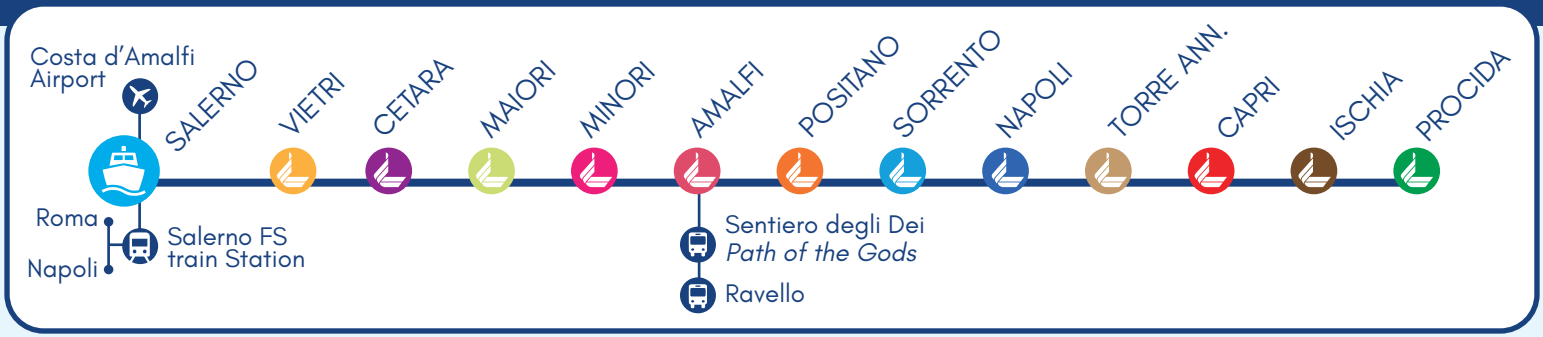 Costa d'Amalfi
Airport
SALERNO
VIETRI
CETARA
MAIORI
MINORI
AMALFI
POSITANO
SORRENTO
NAPOLI
TORRE ANN.
CAPRI
ISCHIA
PROCIDA
Roma
Napoli
Salerno FS
train Station
Sentiero degli Dei
Path of the Gods
Ravello